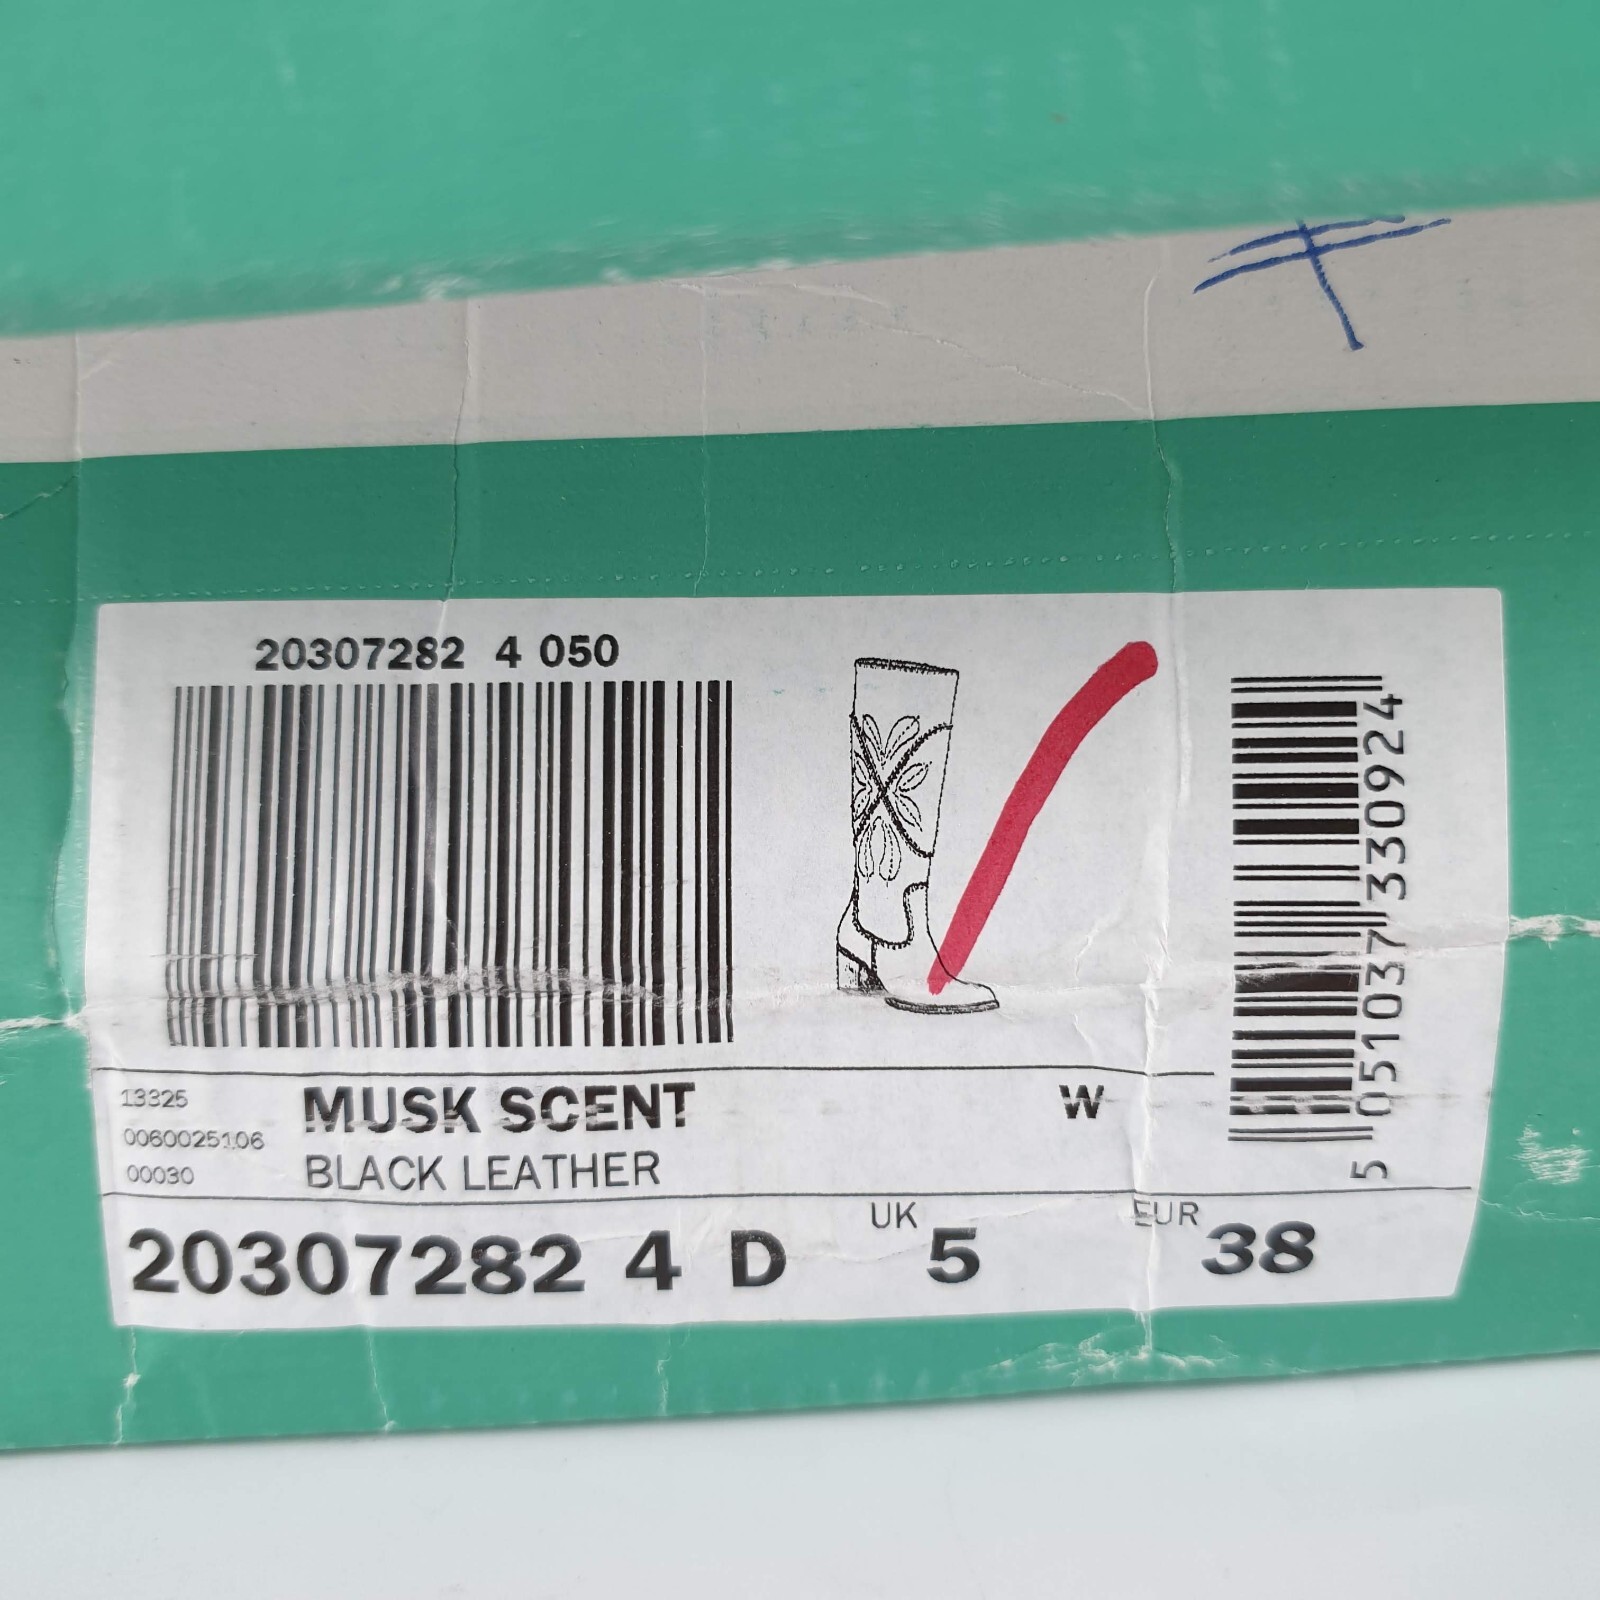 20307282 4 050
5 051037 330924
13325
MUSK SCENT
W
0060025106
BLACK LEATHER
00030
20307282 4 D
UK 5
EUR 38